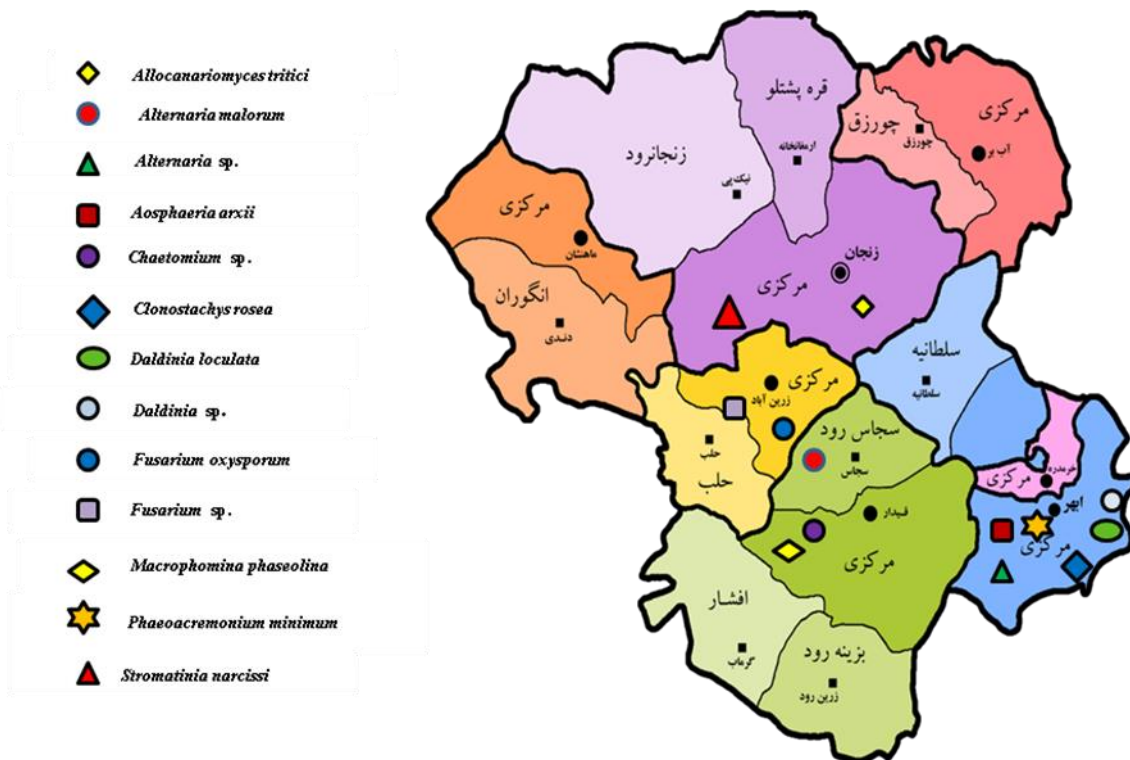 Allocanariomyces tritici
Alternaria malorum
Alternaria sp.
Aosphaeria arxii
Chaetomium sp.
Clonostachys rosea
Daldinia loculata
Daldinia sp.
Fusarium oxysporum
Fusarium sp.
Macrophomina phaseolina
Phaeoacremonium minimum
Stromatinia narcissi
قره پشتلو
ارمغانخانه
چورزق
چورزق
مرکزی
آب بر
زنجانرود
نیک پی
مرکزی
ماهنشان
انگوران
دندی
زنجان
مرکزی
سلطانیه
سلطانیه
مرکزی
زرین آباد
حلب
حلب
سجاس رود
سجاس
خرمدره
مرکزی
ابهر
مرکزی
قیدار
مرکزی
افشار
گرماب
بزینه رود
زرین رود